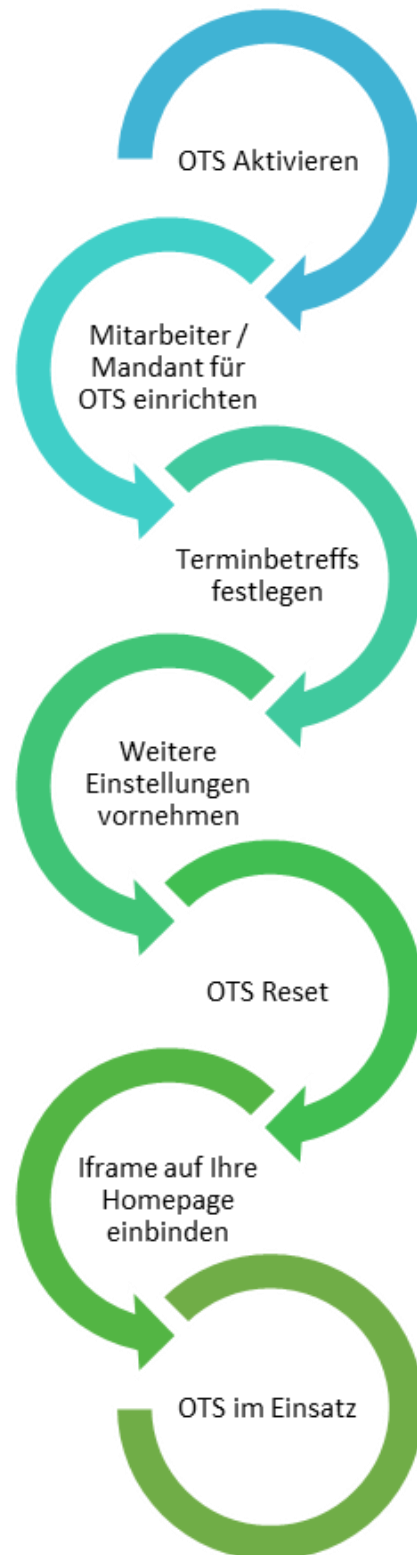 OTS Aktivieren
Mitarbeiter /
Mandant für
OTS einrichten
Terminbetreffs
festlegen
Weitere
Einstellungen
vornehmen
OTS Reset
Iframe auf Ihre
Homepage
einbinden
OTS im Einsatz